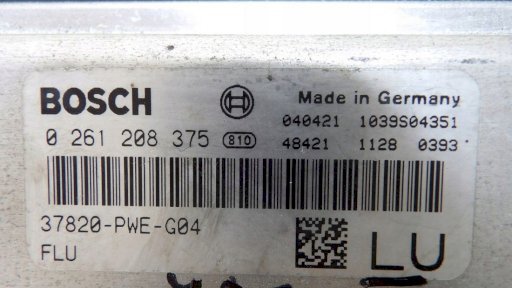 BOSCH
Made in Germany
040421 1039S04351
0 261 208 375 810 48421 1128 0393
37820-PWE-G04
FLU
LU